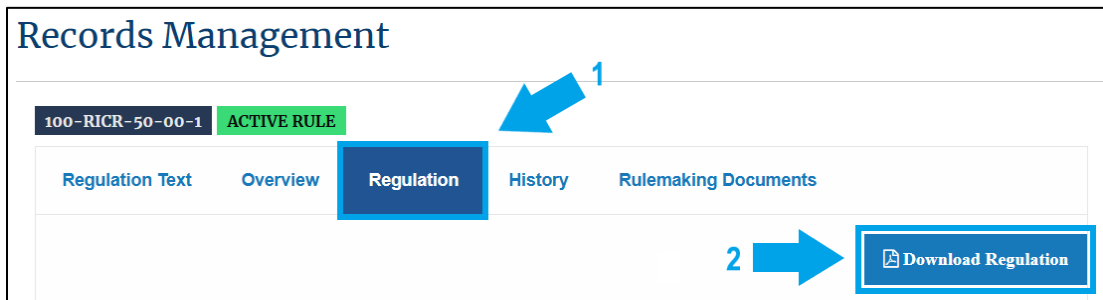 Records Management
1
100-RICR-50-00-1 ACTIVE RULE
Regulation Text Overview Regulation History Rulemaking Documents
2 Download Regulation